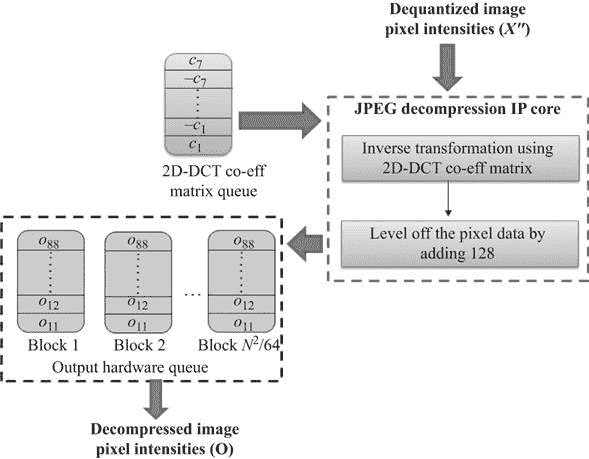 Dequantized image
pixel intensities (X″)
c7
–c7
–c1
c1
2D-DCT co-eff
matrix queue
JPEG decompression IP core
Inverse transformation using
2D-DCT co-eff matrix
Level off the pixel data by
adding 128
o88
o12
o11
Block 1
o88
o12
o11
Block 2
...
o88
o12
o11
Block N²/64
Output hardware queue
Decompressed image
pixel intensities (O)